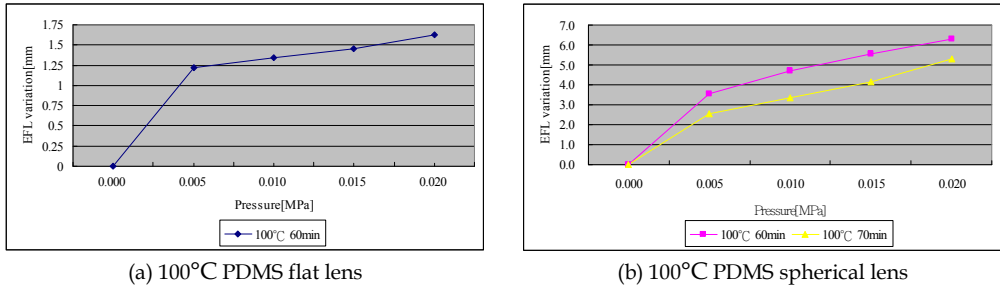 1.75
1.5
1.25
1
0.75
0.5
0.25
0
EFL variation[mm
0.000 0.005 0.010 0.015 0.020
Pressure[MPa]
100℃ 60min
(a) 100°C PDMS flat lens
7.0
6.0
5.0
4.0
3.0
2.0
1.0
0.0
EFL variation[mm
0.000 0.005 0.010 0.015 0.020
Pressure[MPa]
100℃ 60min 100℃ 70min
(b) 100°C PDMS spherical lens